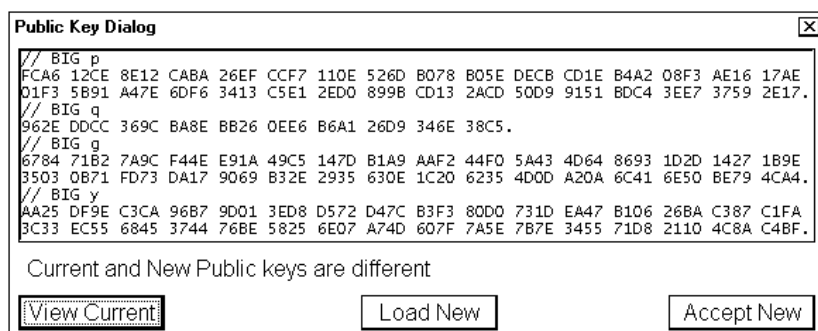 Public Key Dialog
// BIG p
FCA6 12CE 8E12 CABA 26EF CCF7 110E 526D B078 B05E DECB CD1E B4A2 08F3 AE16 17AE
01F3 5B91 A47E 6DF6 3413 C5E1 2ED0 899B CD13 2ACD 50D9 9151 BDC4 3EE7 3759 2E17.
// BIG q
962E DDCC 369C BA8E BB26 0EE6 B6A1 26D9 346E 38C5.
// BIG g
6784 71B2 7A9C F44E E91A 49C5 147D B1A9 AAF2 44F0 5A43 4D64 8693 1D2D 1427 1B9E
3503 0B71 FD73 DA17 9069 B32E 2935 630E 1C20 6235 4D0D A20A 6C41 6E50 BE79 4CA4.
// BIG y
AA25 DF9E C3CA 96B7 9D01 3ED8 D572 D47C B3F3 80D0 731D EA47 B106 26BA C387 C1FA
3C33 EC55 6845 3744 76BE 5825 6E07 A74D 607F 7A5E 7B7E 3455 71D8 2110 4C8A C4BF.
Current and New Public keys are different
View Current
Load New
Accept New